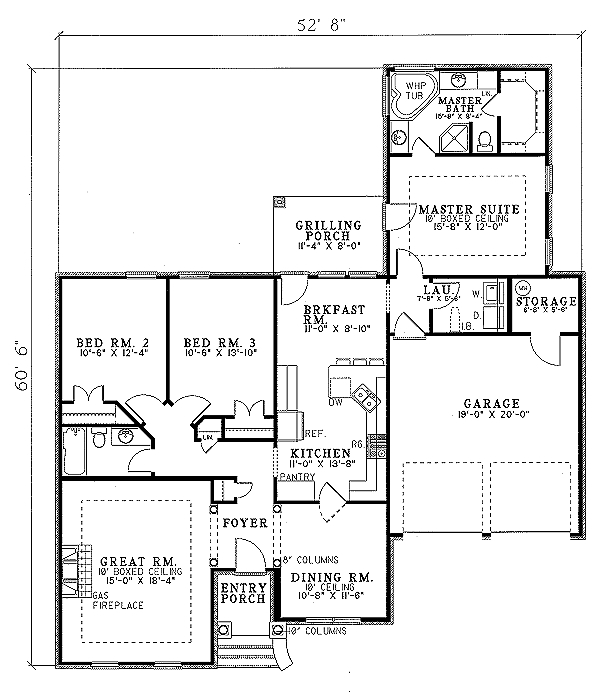 52' 8"
WHP
TUB
LIN.
MASTER
BATH
15'-8" X 8'-4"
MASTER SUITE
10' BOXED CEILING
15'-8" X 12'-0"
GRILLING
PORCH
11'-4" X 8'-0"
LAU.
7'-8" X 5'-6"
W.
D.
I.B.
WH
STORAGE
6'-8" X 5'-6"
BRKFAST
RM.
11'-0" X 8'-10"
BED RM. 2
10'-6" X 12'-4"
BED RM. 3
10'-6" X 13'-10"
60' 6"
DW
GARAGE
19'-0" X 20'-0"
LIN.
REF.
RG.
KITCHEN
11'-0" X 13'-8"
PANTRY
FOYER
8" COLUMNS
GREAT RM.
10' BOXED CEILING
15'-0" X 18'-4"
GAS
FIREPLACE
DINING RM.
10' CEILING
10'-8" X 11'-6"
ENTRY
PORCH
10" COLUMNS